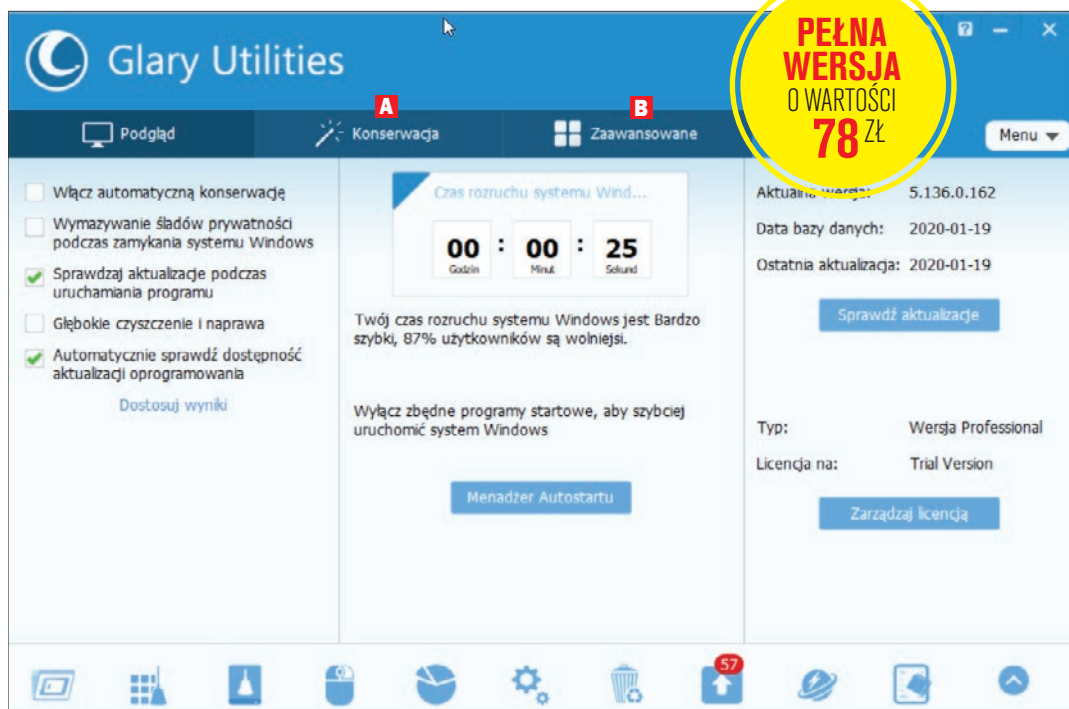 Glary Utilities
PEŁNA
WERSJA
O WARTOŚCI
78 ZŁ
A
B
Podgląd
Konserwacja
Zaawansowane
Menu
Włącz automatyczną konserwację
Wymazywanie śladów prywatności
podczas zamykania systemu Windows
Sprawdzaj aktualizacje podczas
uruchamiania programu
Głębokie czyszczenie i naprawa
Automatycznie sprawdź dostępność
aktualizacji oprogramowania
Dostosuj wyniki
Czas rozruchu systemu Wind...
00 : 00 : 25
Godzin Minut Sekund
Twój czas rozruchu systemu Windows jest Bardzo
szybki, 87% użytkowników są wolniejsi.
Wyłącz zbędne programy startowe, aby szybciej
uruchomić system Windows
Menadżer Autostartu
Aktualna wersja: 5.136.0.162
Data bazy danych: 2020-01-19
Ostatnia aktualizacja: 2020-01-19
Sprawdź aktualizacje
Typ: Wersja Professional
Licencja na: Trial Version
Zarządzaj licencją
57